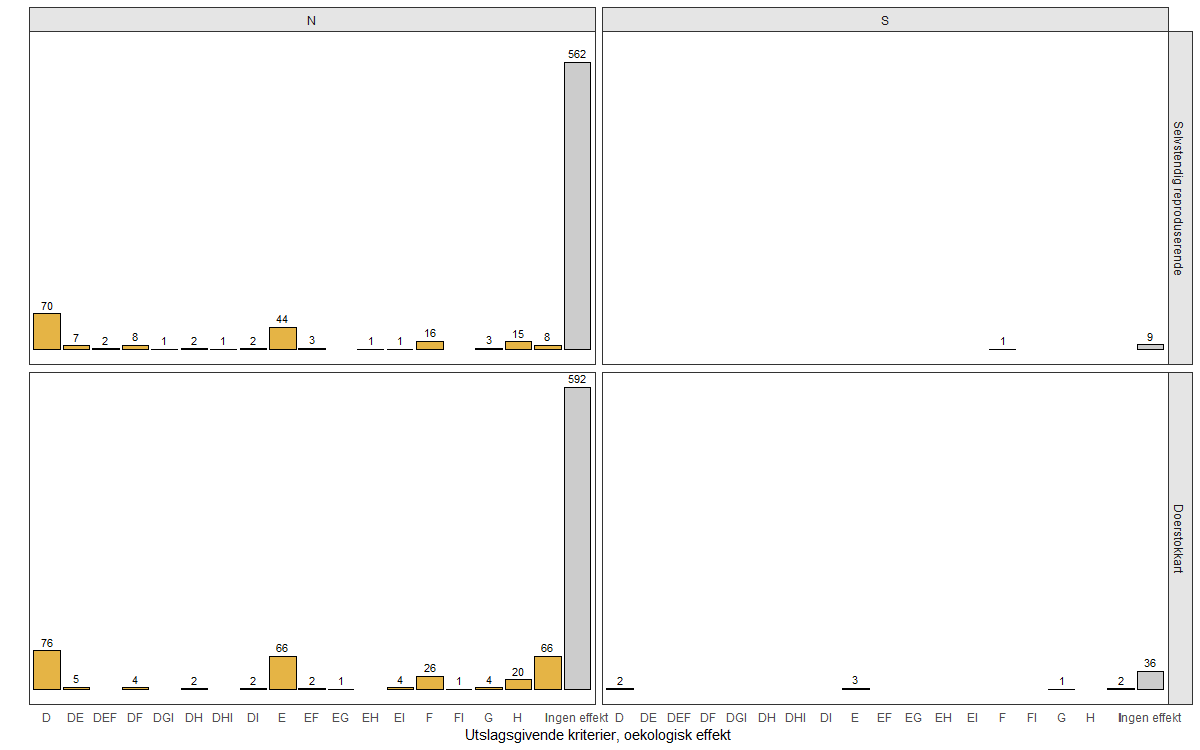 N S
562
70 7 2 8 1 2 1 2 44 3 1 1 16 3 15 8
1 9
Selvstendig reproduserende
592
76 5 4 2 2 66 2 1 4 26 1 4 20 66
2 3 1 2 36
Doerstokkart
D DE DEF DF DGI DH DHI DI E EF EG EH EI F FI G H Ingen effekt D DE DEF DF DGI DH DHI DI E EF EG EH EI F FI G H I Ingen effekt
Utslagsgivende kriterier, oekologisk effekt